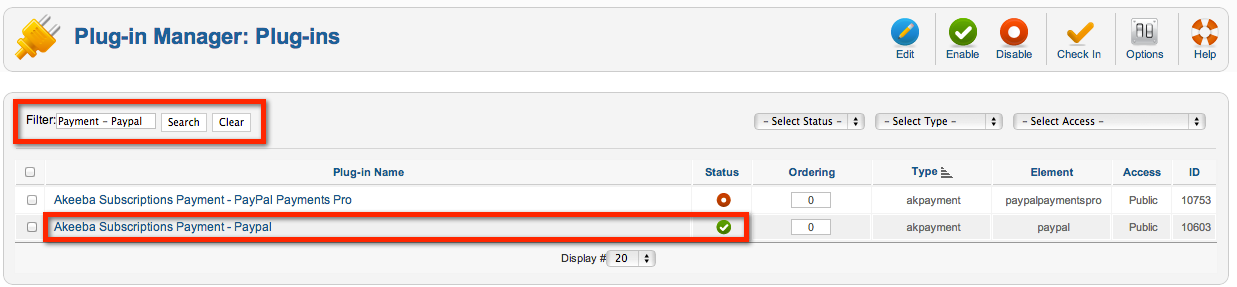 Plug-in Manager: Plug-ins
Edit Enable Disable Check In Options Help
Filter: Payment - Paypal Search Clear - Select Status - - Select Type - - Select Access -
Plug-in Name Status Ordering Type Element Access ID
Akeeba Subscriptions Payment - PayPal Payments Pro 0 akpayment paypalpaymentspro Public 10753
Akeeba Subscriptions Payment - Paypal 0 akpayment paypal Public 10603
Display # 20